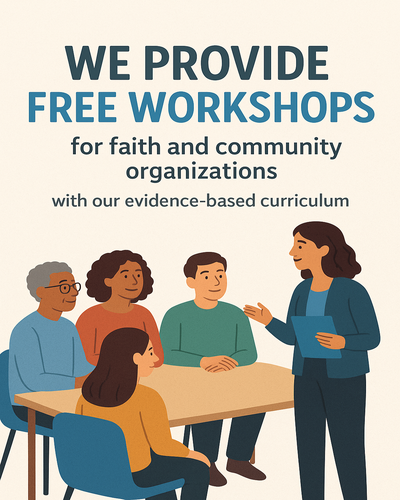 WE PROVIDE
FREE WORKSHOPS
for faith and community
organizations
with our evidence-based curriculum